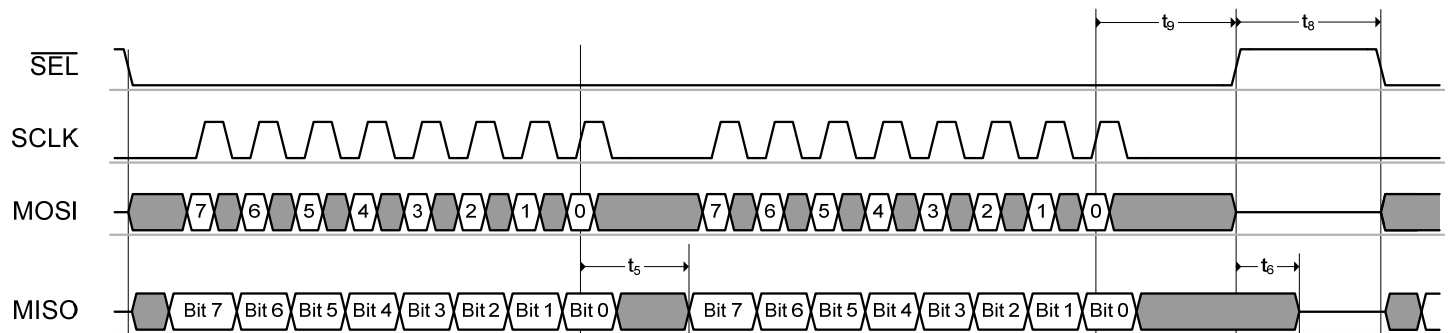 t₉ t₈
SEL
SCLK
MOSI 7 6 5 4 3 2 1 0 7 6 5 4 3 2 1 0
t₅ t₆
MISO Bit 7 Bit 6 Bit 5 Bit 4 Bit 3 Bit 2 Bit 1 Bit 0 Bit 7 Bit 6 Bit 5 Bit 4 Bit 3 Bit 2 Bit 1 Bit 0